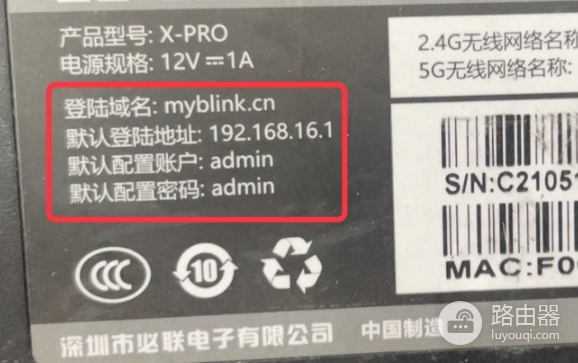 产品型号: X-PRO
电源规格: 12V⎓1A
登陆域名: myblink.cn
默认登陆地址: 192.168.16.1
默认配置账户: admin
默认配置密码: admin
2.4G无线网络名称
5G无线网络名称:
S/N:C21051
MAC:F0
CCC
10
深圳市必联电子有限公司
中国制造
路由器
luyouqi.com